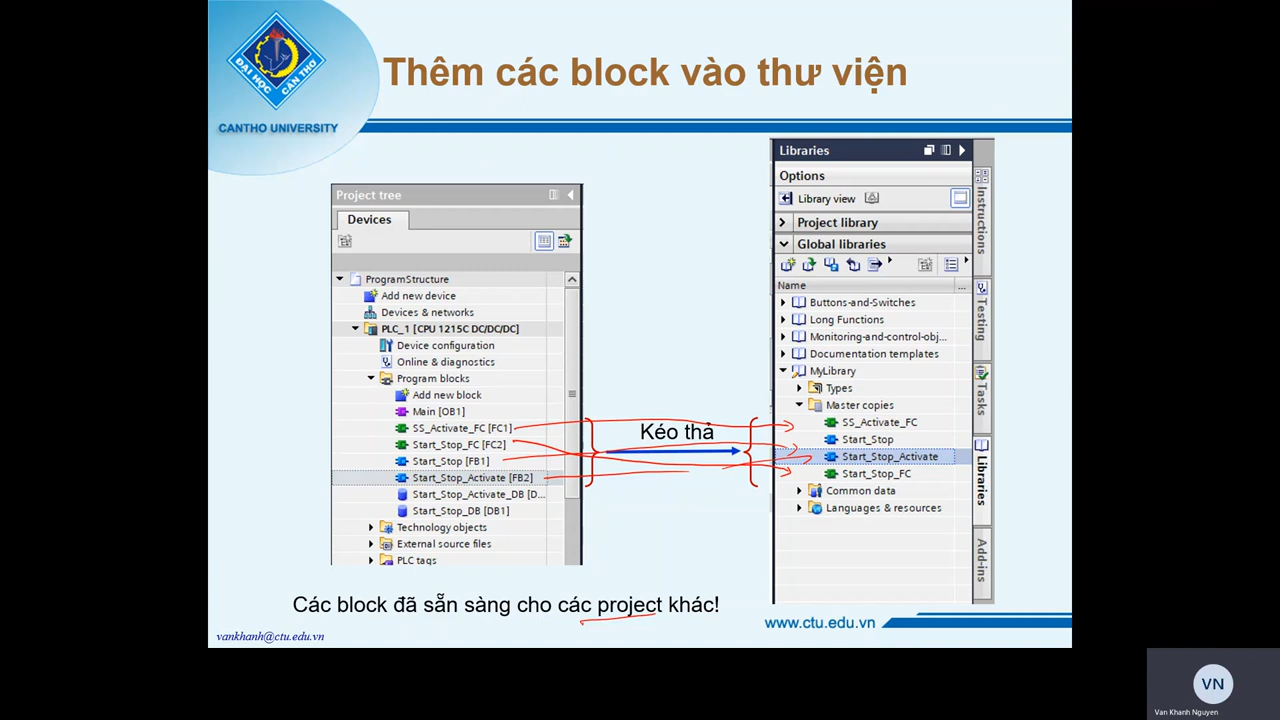 ĐẠI HỌC CẦN THƠ
CANTHO UNIVERSITY
Thêm các block vào thư viện
Project tree
Devices
ProgramStructure
Add new device
Devices & networks
PLC_1 [CPU 1215C DC/DC/DC]
Device configuration
Online & diagnostics
Program blocks
Add new block
Main [OB1]
SS_Activate_FC [FC1]
Start_Stop_FC [FC2]
Start_Stop [FB1]
Start_Stop_Activate [FB2]
Start_Stop_Activate_DB [D...
Start_Stop_DB [DB1]
Technology objects
External source files
PLC tags
Kéo thả
Libraries
Options
Library view
Project library
Global libraries
Name
...
Buttons-and-Switches
Long Functions
Monitoring-and-control-obj...
Documentation templates
MyLibrary
Types
Master copies
SS_Activate_FC
Start_Stop
Start_Stop_Activate
Start_Stop_FC
Common data
Languages & resources
Instructions
Testing
Tasks
Libraries
Add-ins
Các block đã sẵn sàng cho các project khác!
www.ctu.edu.vn
vankhanh@ctu.edu.vn
VN
Van Khanh Nguyen